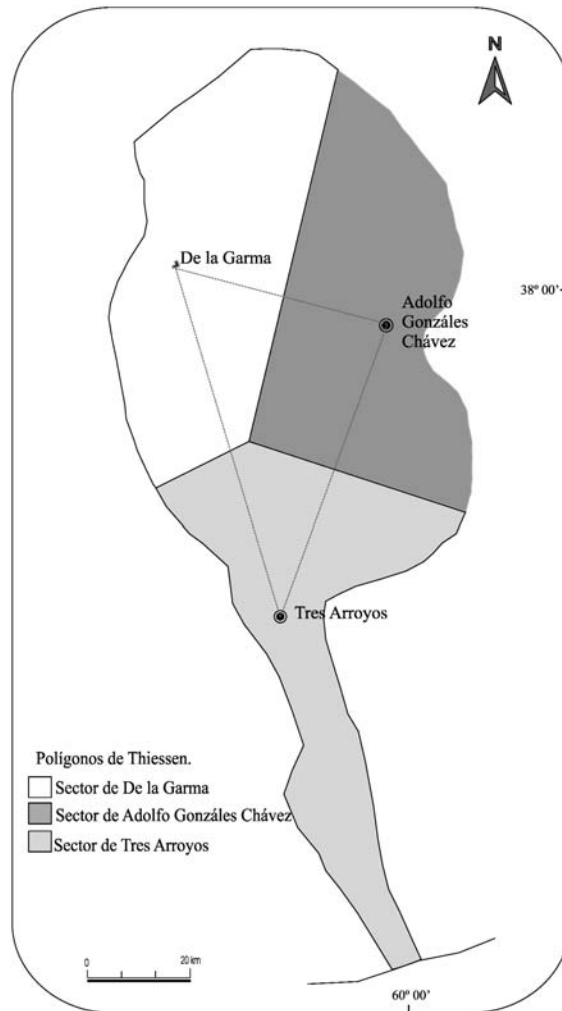 N
De la Garma
38º 00'
Adolfo
Gonzáles
Chávez
Tres Arroyos
Polígonos de Thiessen.
Sector de De la Garma
Sector de Adolfo Gonzáles Chávez
Sector de Tres Arroyos
0 20 km
60º 00'